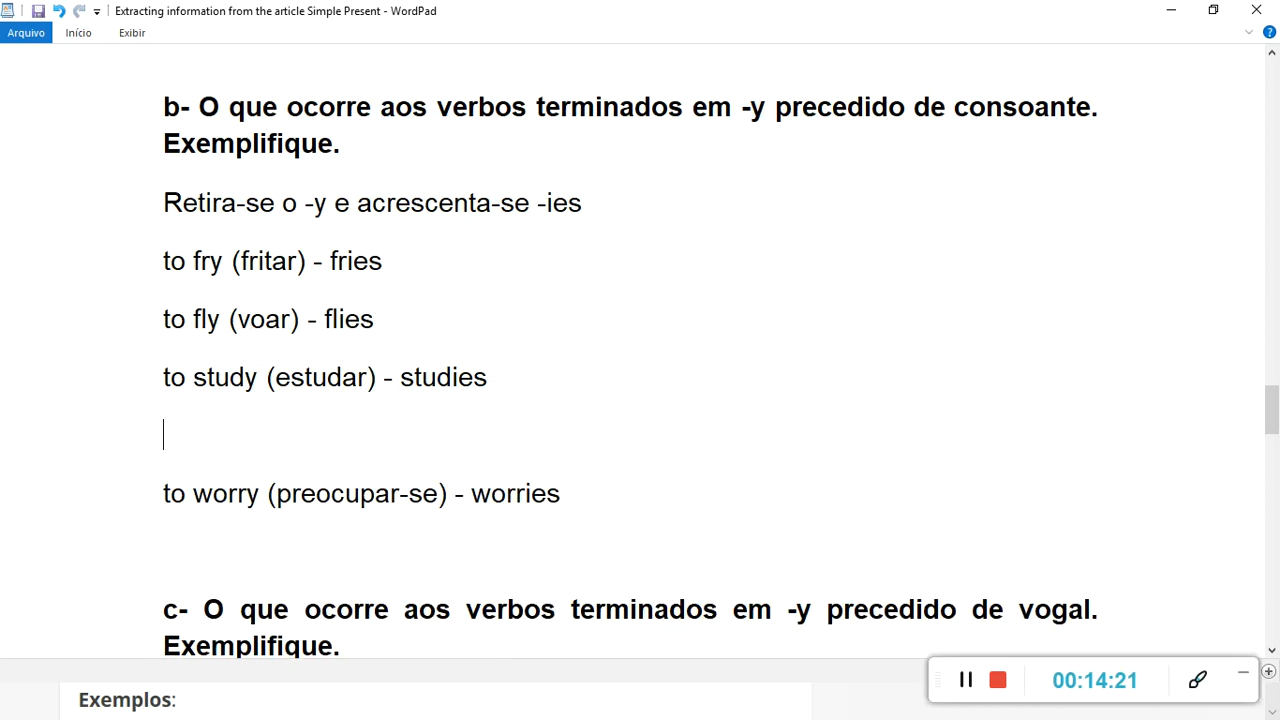 Extracting information from the article Simple Present - WordPad
Arquivo Início Exibir
b- O que ocorre aos verbos terminados em -y precedido de consoante.
Exemplifique.
Retira-se o -y e acrescenta-se -ies
to fry (fritar) - fries
to fly (voar) - flies
to study (estudar) - studies
to worry (preocupar-se) - worries
c- O que ocorre aos verbos terminados em -y precedido de vogal.
Exemplifique.
00:14:21
Exemplos: